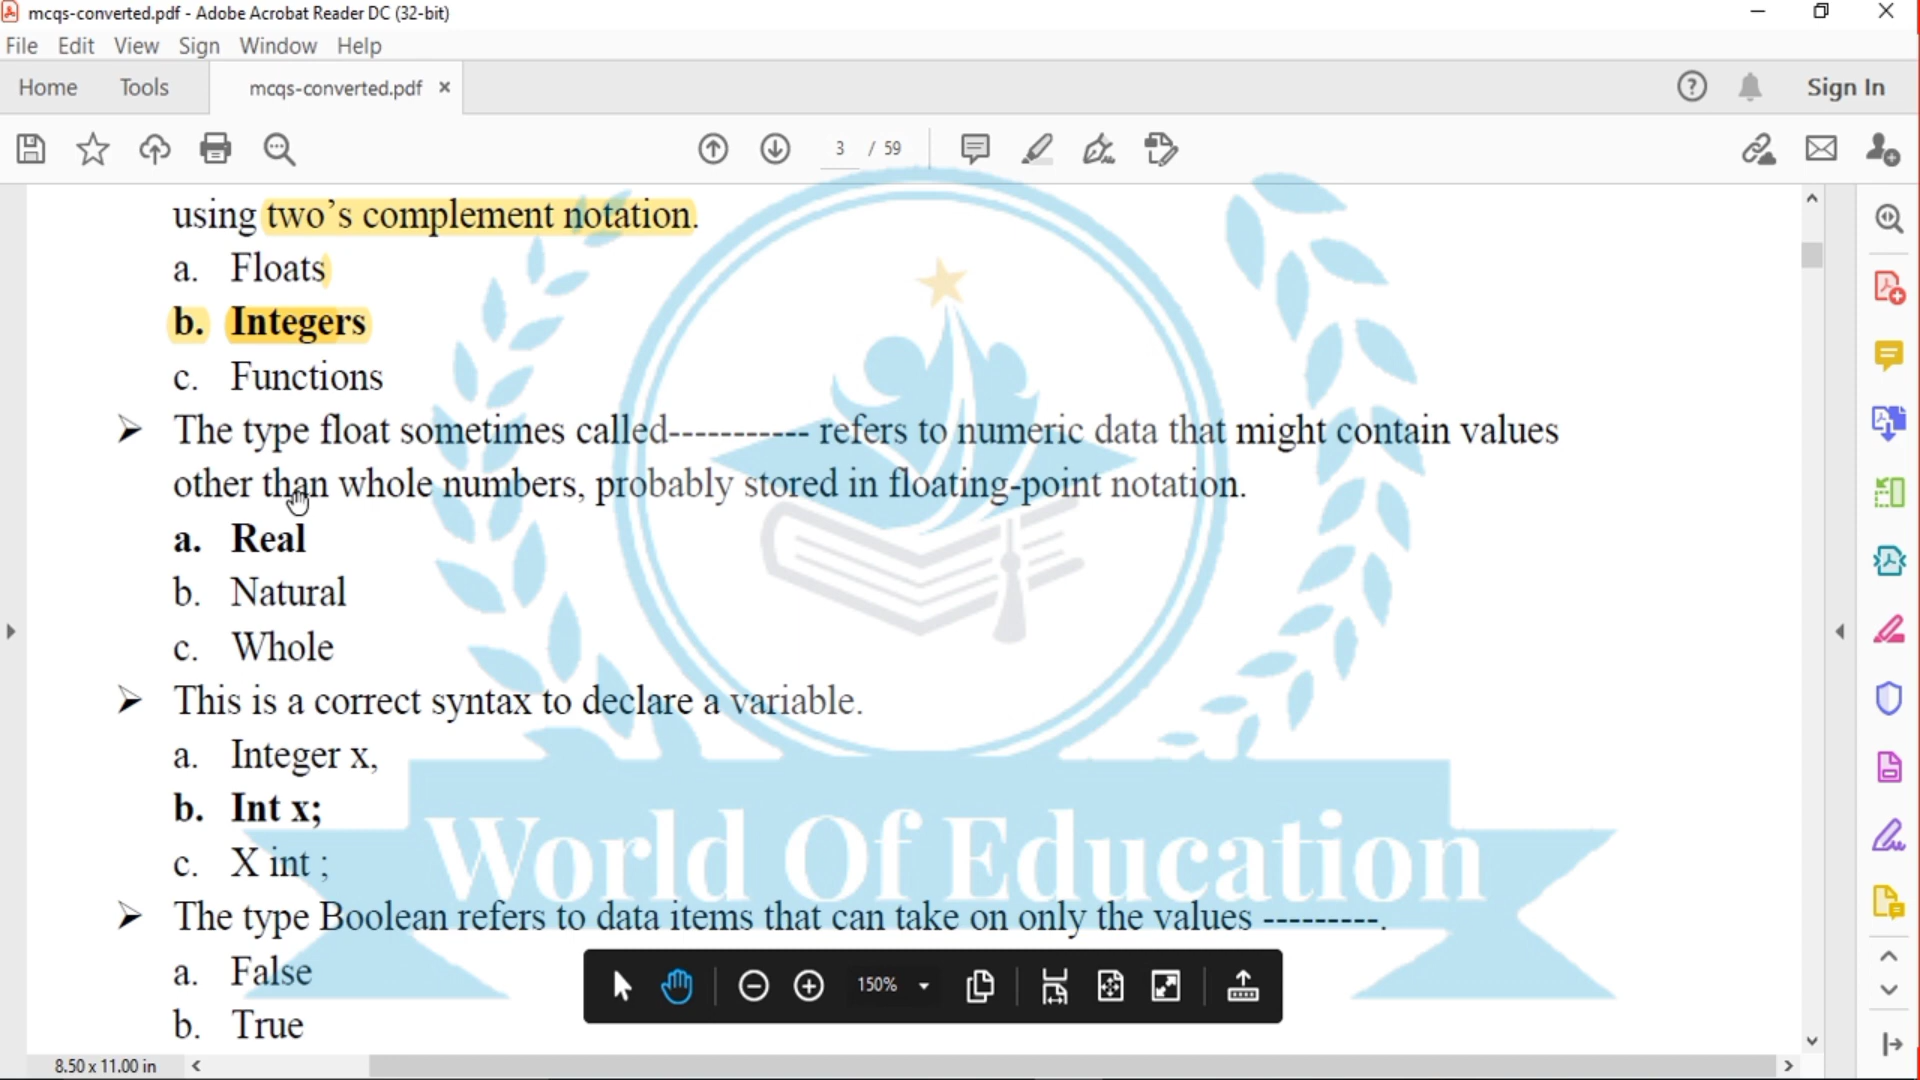 mcqs-converted.pdf - Adobe Acrobat Reader DC (32-bit)
File Edit View Sign Window Help
Home Tools mcqs-converted.pdf × Sign In
3 / 59
using two’s complement notation.
a. Floats
b. Integers
c. Functions
➢ The type float sometimes called----------- refers to numeric data that might contain values
other than whole numbers, probably stored in floating-point notation.
a. Real
b. Natural
c. Whole
➢ This is a correct syntax to declare a variable.
a. Integer x,
b. Int x;
c. X int ;
World Of Education
➢ The type Boolean refers to data items that can take on only the values ---------.
a. False
b. True
150%
8.50 x 11.00 in